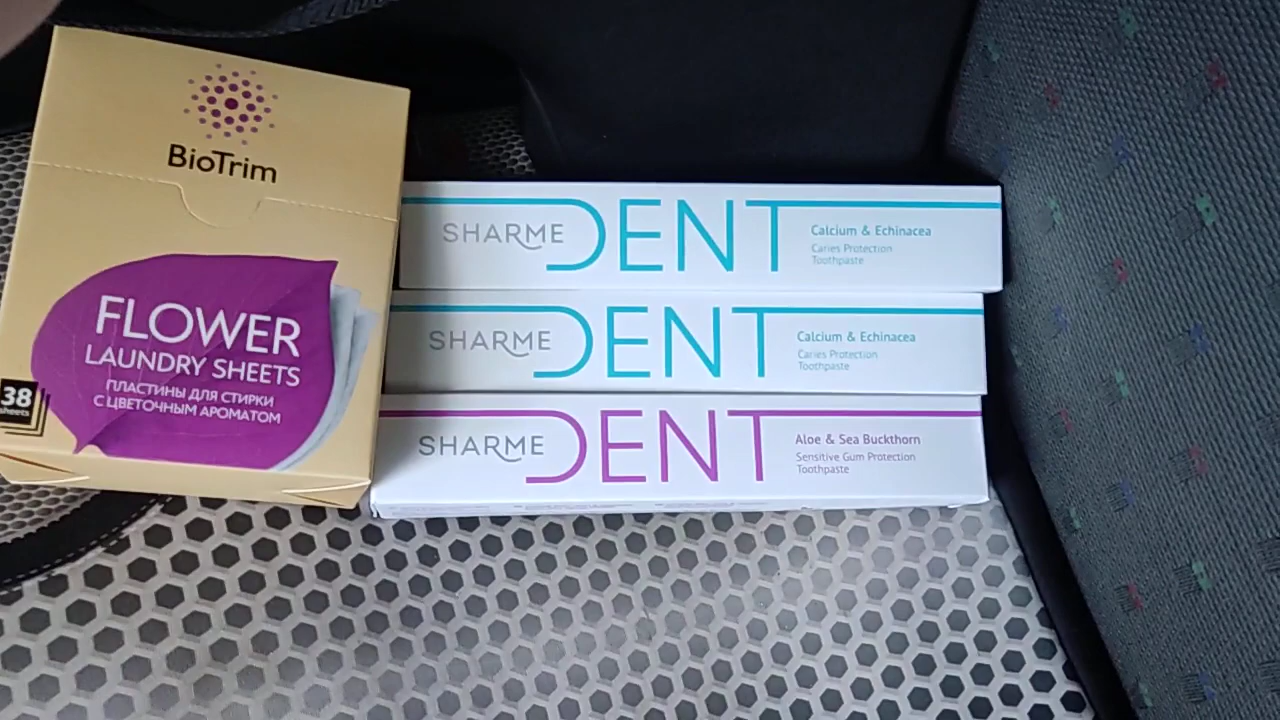 BioTrim
FLOWER
LAUNDRY SHEETS
ПЛАСТИНЫ ДЛЯ СТИРКИ
С ЦВЕТОЧНЫМ АРОМАТОМ
38
sheets
SHARME DENT
Calcium & Echinacea
Caries Protection
Toothpaste
SHARME DENT
Calcium & Echinacea
Caries Protection
Toothpaste
SHARME DENT
Aloe & Sea Buckthorn
Sensitive Gum Protection
Toothpaste